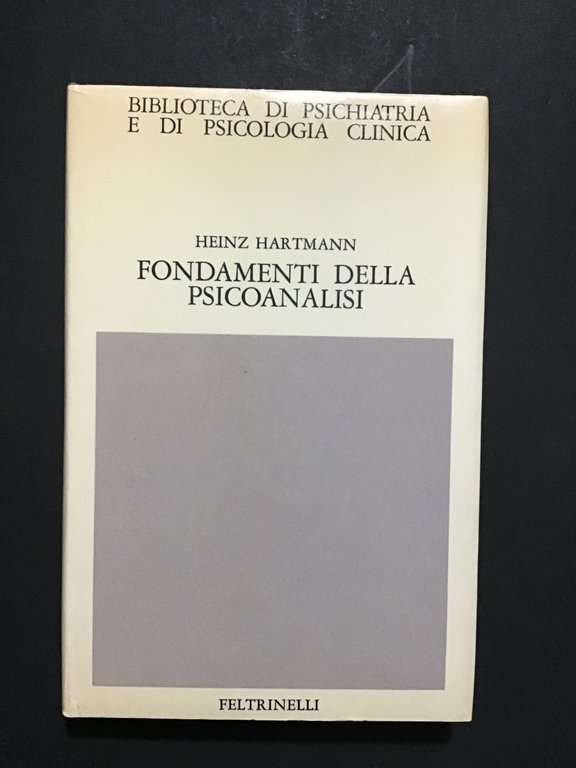 BIBLIOTECA DI PSICHIATRIA
E DI PSICOLOGIA CLINICA
HEINZ HARTMANN
FONDAMENTI DELLA
PSICOANALISI
FELTRINELLI